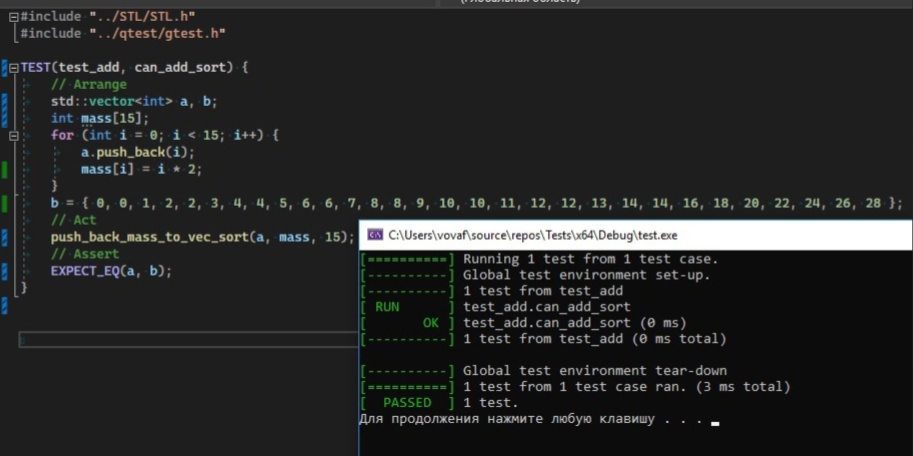 (Глобальная область)
#include "../STL/STL.h"
#include "../qtest/gtest.h"
TEST(test_add, can_add_sort) {
// Arrange
std::vector<int> a, b;
int mass[15];
for (int i = 0; i < 15; i++) {
a.push_back(i);
mass[i] = i * 2;
}
b = { 0, 0, 1, 2, 2, 3, 4, 4, 5, 6, 6, 7, 8, 8, 9, 10, 10, 11, 12, 12, 13, 14, 14, 16, 18, 20, 22, 24, 26, 28 };
// Act
push_back_mass_to_vec_sort(a, mass, 15);
// Assert
EXPECT_EQ(a, b);
}
C:\Users\vovaf\source\repos\Tests\x64\Debug\test.exe
[==========] Running 1 test from 1 test case.
[----------] Global test environment set-up.
[----------] 1 test from test_add
[ RUN      ] test_add.can_add_sort
[       OK ] test_add.can_add_sort (0 ms)
[----------] 1 test from test_add (0 ms total)
[----------] Global test environment tear-down
[==========] 1 test from 1 test case ran. (3 ms total)
[  PASSED  ] 1 test.
Для продолжения нажмите любую клавишу . . .